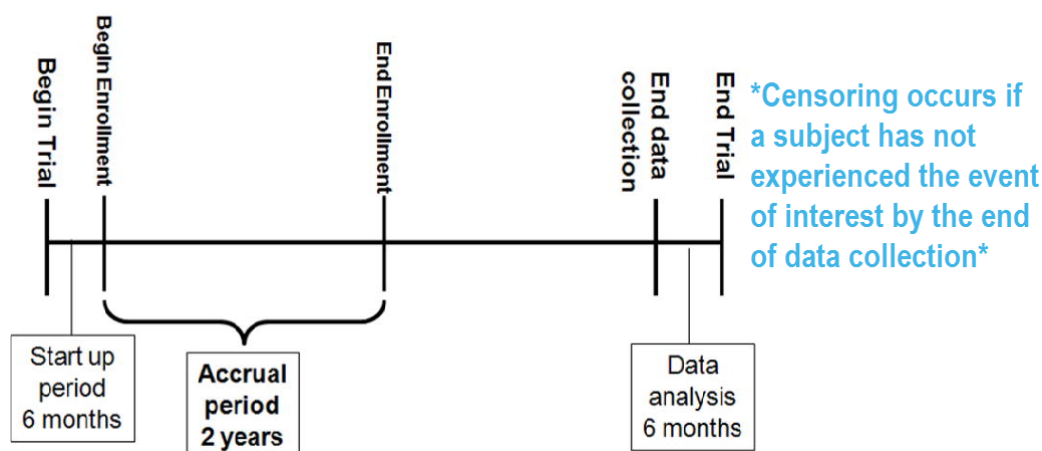 Begin Trial
Begin Enrollment
End Enrollment
End data
collection
End Trial
*Censoring occurs if
a subject has not
experienced the event
of interest by the end
of data collection*
Start up
period
6 months
Accrual
period
2 years
Data
analysis
6 months